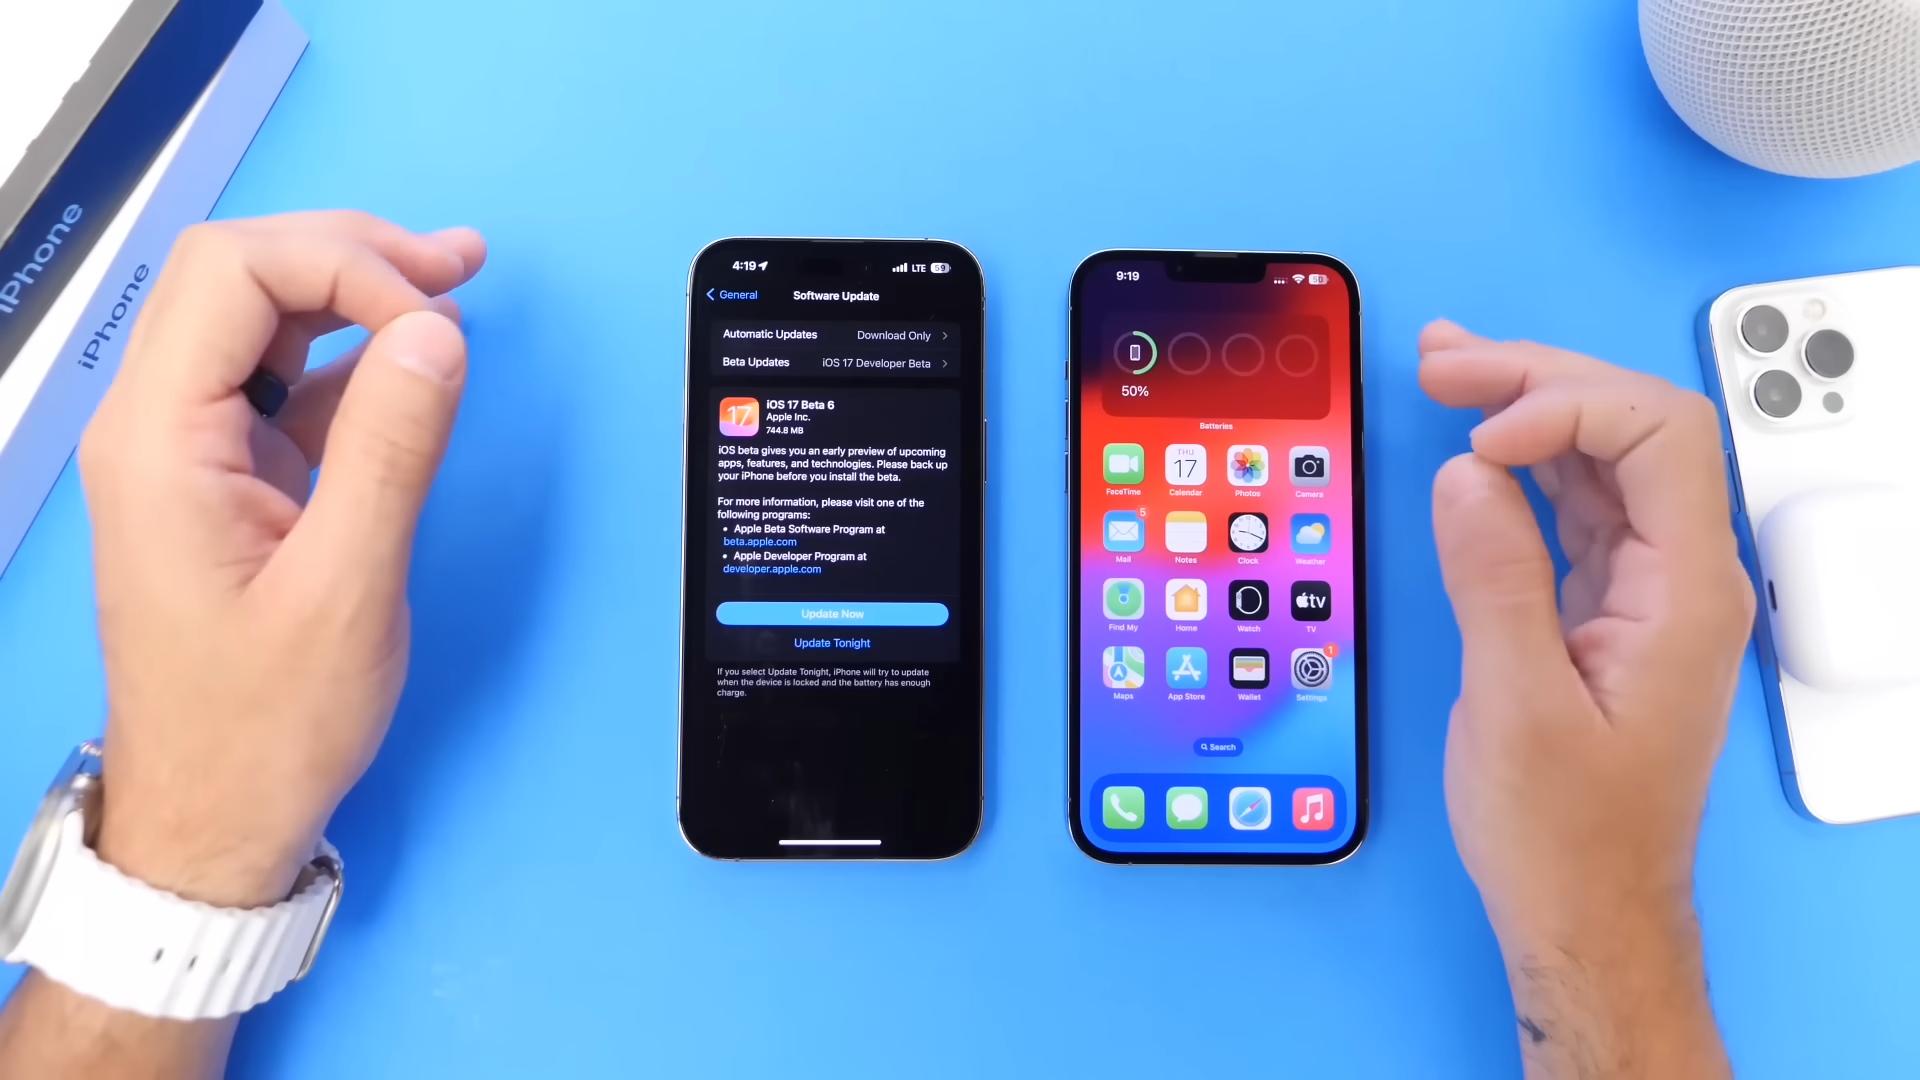 iPhone
iPhone
4:19
LTE 59
General
Software Update
Automatic Updates
Download Only
Beta Updates
iOS 17 Developer Beta
17
iOS 17 Beta 6
Apple Inc.
744.8 MB
iOS beta gives you an early preview of upcoming
apps, features, and technologies. Please back up
your iPhone before you install the beta.
For more information, please visit one of the
following programs:
• Apple Beta Software Program at
beta.apple.com
• Apple Developer Program at
developer.apple.com
Update Now
Update Tonight
If you select Update Tonight, iPhone will try to update
when the device is locked and the battery has enough
charge.
9:19
50
50%
Batteries
THU
17
FaceTime
Calendar
Photos
Camera
5
Mail
Notes
Clock
Weather
tv
Find My
Home
Watch
TV
1
Maps
App Store
Wallet
Settings
Search